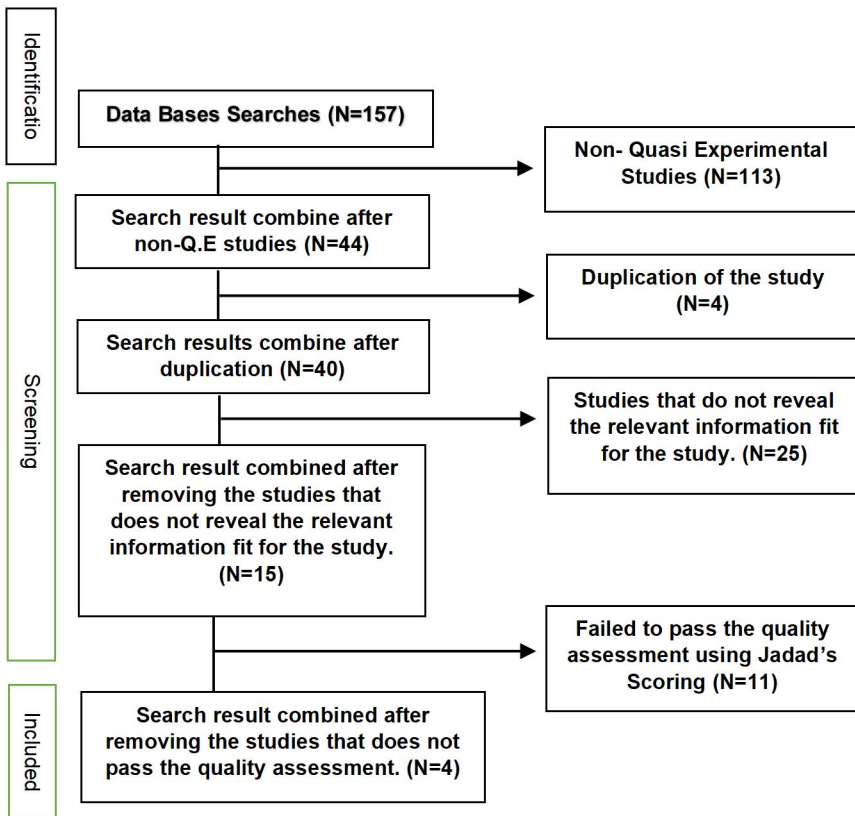 Identificatio
Data Bases Searches (N=157)
Non- Quasi Experimental
Studies (N=113)
Screening
Search result combine after
non-Q.E studies (N=44)
Duplication of the study
(N=4)
Search results combine after
duplication (N=40)
Studies that do not reveal
the relevant information fit
for the study. (N=25)
Search result combined after
removing the studies that
does not reveal the relevant
information fit for the study.
(N=15)
Failed to pass the quality
assessment using Jadad’s
Scoring (N=11)
Included
Search result combined after
removing the studies that does not
pass the quality assessment. (N=4)